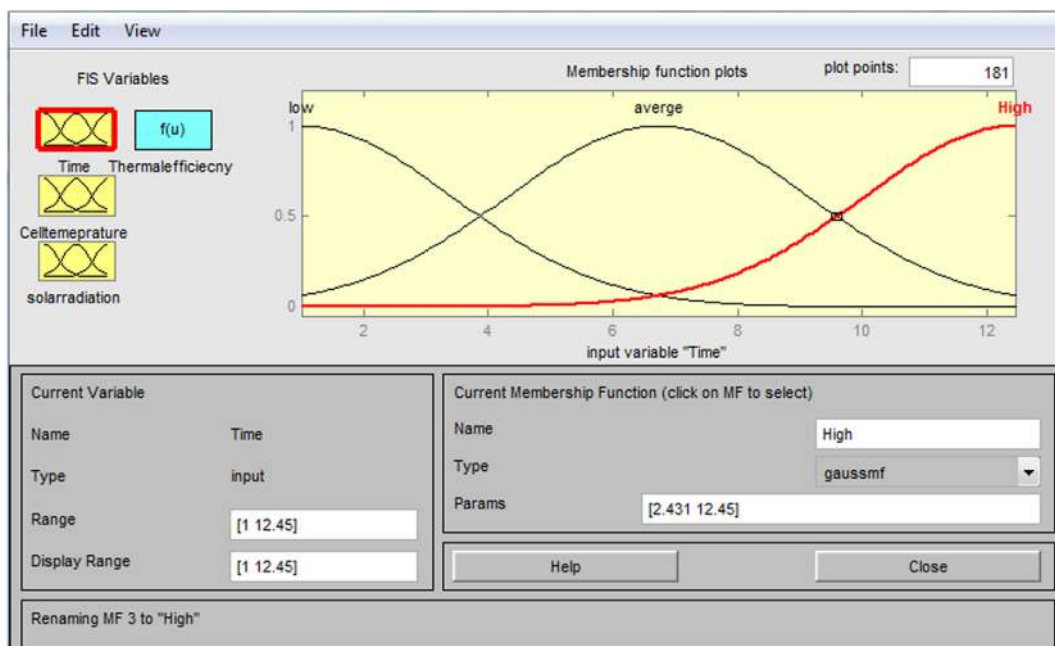 File Edit View
FIS Variables
Membership function plots
plot points: 181
f(u)
Time Thermalefficiecny
Celltemeprature
solarradiation
low averge High
1
0.5
0
2 4 6 8 10 12
input variable "Time"
Current Variable
Name Time
Type input
Range [1 12.45]
Display Range [1 12.45]
Current Membership Function (click on MF to select)
Name High
Type gaussmf
Params [2.431 12.45]
Help Close
Renaming MF 3 to "High"